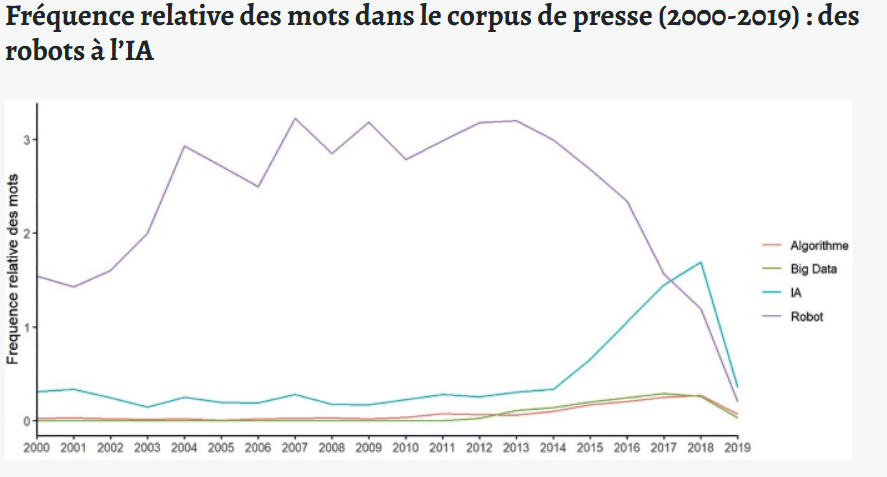 Fréquence relative des mots dans le corpus de presse (2000-2019) : des
robots à l’IA
Frequence relative des mots
3
2
1
0
Algorithme
Big Data
IA
Robot
2000 2001 2002 2003 2004 2005 2006 2007 2008 2009 2010 2011 2012 2013 2014 2015 2016 2017 2018 2019